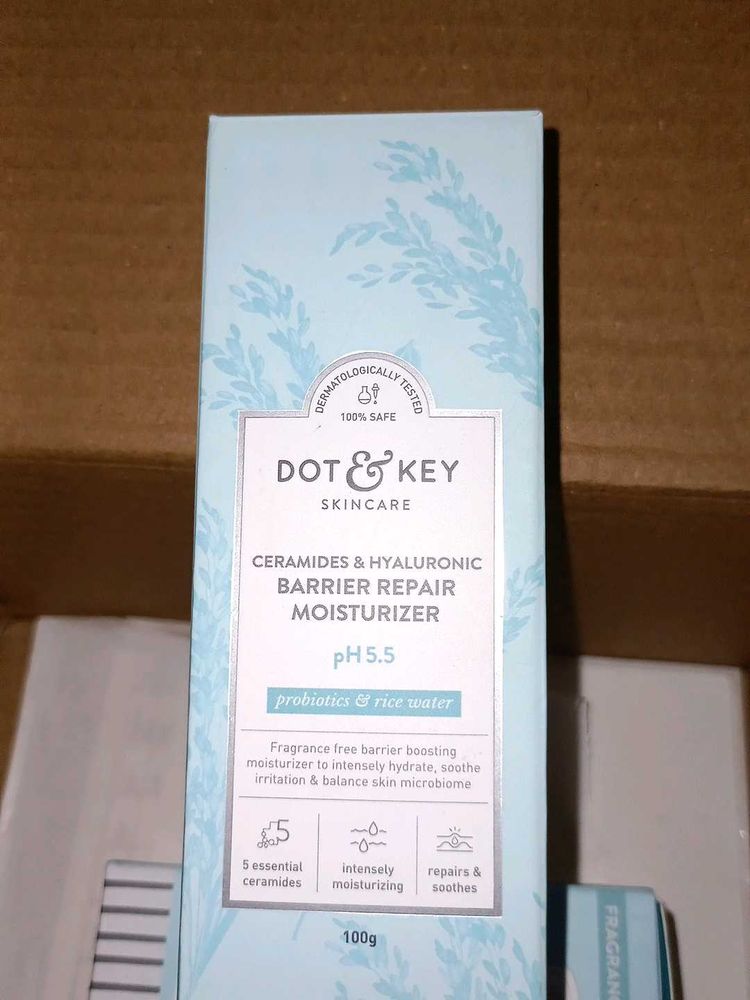 DERMATOLOGICALLY TESTED
100% SAFE
DOT & KEY
SKINCARE
CERAMIDES & HYALURONIC
BARRIER REPAIR
MOISTURIZER
pH 5.5
probiotics & rice water
Fragrance free barrier boosting
moisturizer to intensely hydrate, soothe
irritation & balance skin microbiome
5
5 essential
ceramides
intensely
moisturizing
repairs &
soothes
100g
FRAGRAN